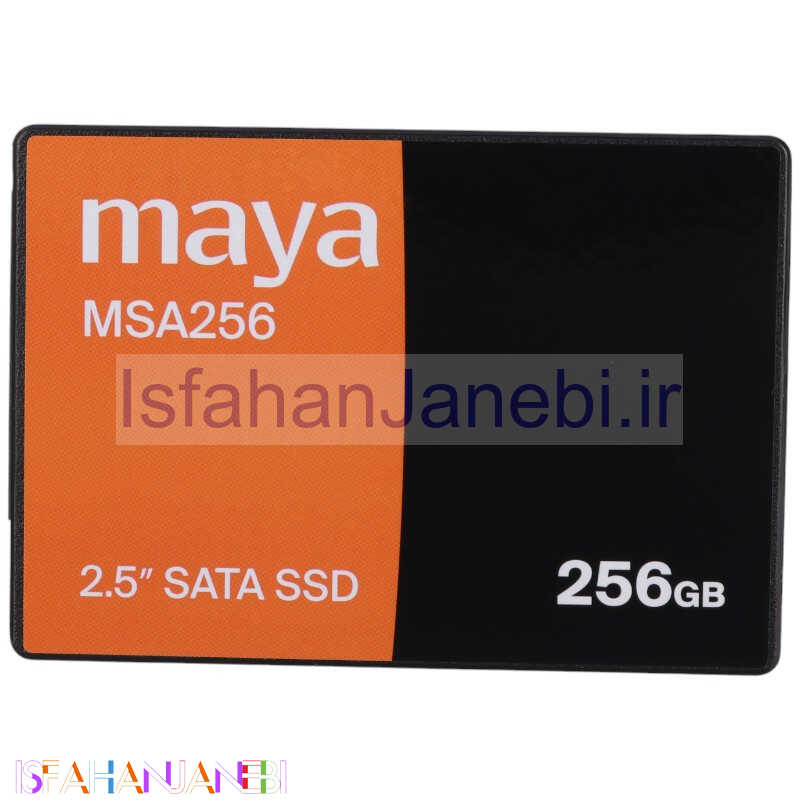 maya
MSA256
IsfahanJanebi.ir
2.5" SATA SSD
256GB
ISFAHANJANEBI